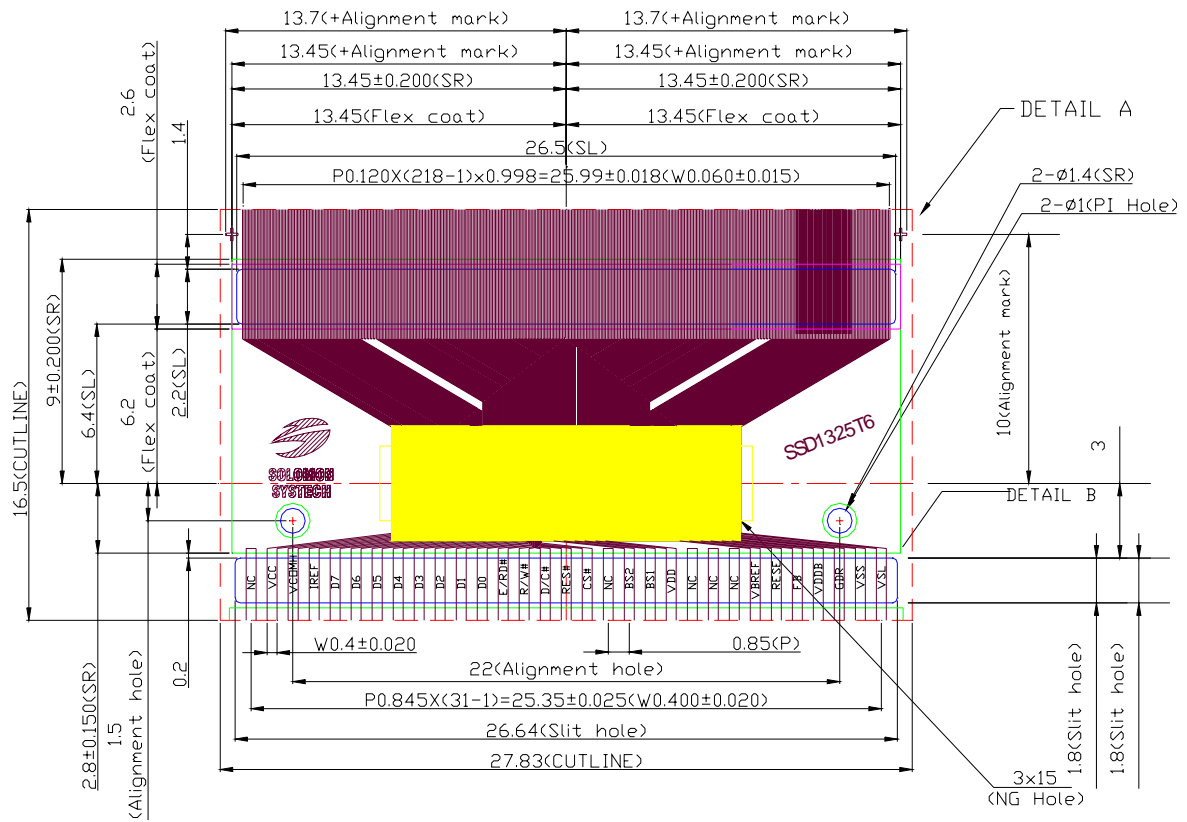 13.7(+Alignment mark)
13.7(+Alignment mark)
13.45(+Alignment mark)
13.45(+Alignment mark)
13.45±0.200(SR)
13.45±0.200(SR)
13.45(Flex coat)
13.45(Flex coat)
26.5(SL)
P0.120X(218-1)x0.998=25.99±0.018(W0.060±0.015)
2.6
(Flex coat)
1.4
DETAIL A
2-ø1.4(SR)
2-ø1(PI Hole)
16.5(CUTLINE)
9±0.200(SR)
6.4(SL)
6.2
(Flex coat)
2.2(SL)
10(Alignment mark)
3
SOLOMON
SYSTECH
SSD1325T6
DETAIL B
NC
VCC
VCOMH
IREF
D7
D6
D5
D4
D3
D2
D1
D0
E/RD#
R/W#
D/C#
RES#
CS#
NC
BS2
BS1
VDD
NC
NC
NC
VBREF
RESE
FB
VDDB
GDR
VSS
VSL
W0.4±0.020
0.85(P)
22(Alignment hole)
P0.845X(31-1)=25.35±0.025(W0.400±0.020)
26.64(Slit hole)
27.83(CUTLINE)
2.8±0.150(SR)
1.5
(Alignment hole)
0.2
1.8(Slit hole)
1.8(Slit hole)
3x15
(NG Hole)